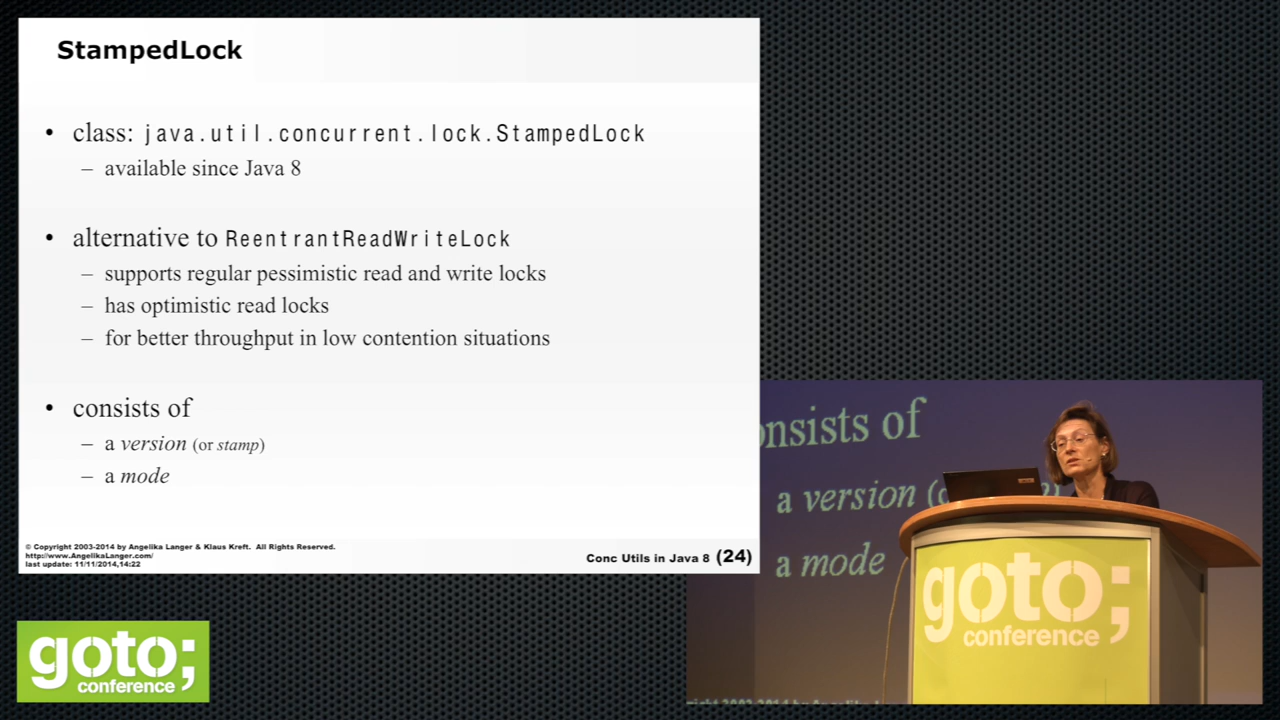 StampedLock
• class: java.util.concurrent.lock.StampedLock
– available since Java 8
• alternative to ReentrantReadWriteLock
– supports regular pessimistic read and write locks
– has optimistic read locks
– for better throughput in low contention situations
• consists of
– a version (or stamp)
– a mode
© Copyright 2003-2014 by Angelika Langer & Klaus Kreft. All Rights Reserved.
http://www.AngelikaLanger.com/
last update: 11/11/2014,14:22
Conc Utils in Java 8 (24)
goto;
conference
onsists of
a version (
a mode
goto;
conference